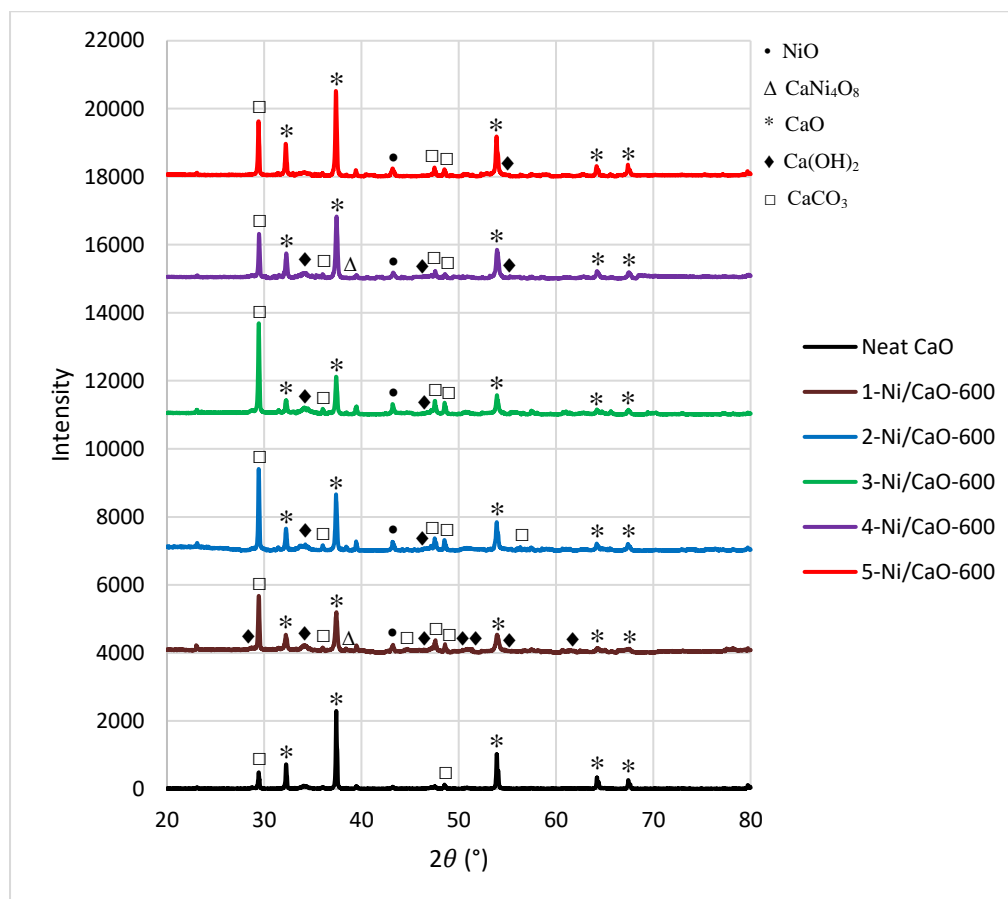 22000
20000
18000
16000
14000
12000
10000
8000
6000
4000
2000
0
Intensity
20 30 40 50 60 70 80
2θ (°)
• NiO
Δ CaNi₄O₈
* CaO
♦ Ca(OH)₂
□ CaCO₃
Neat CaO
1-Ni/CaO-600
2-Ni/CaO-600
3-Ni/CaO-600
4-Ni/CaO-600
5-Ni/CaO-600